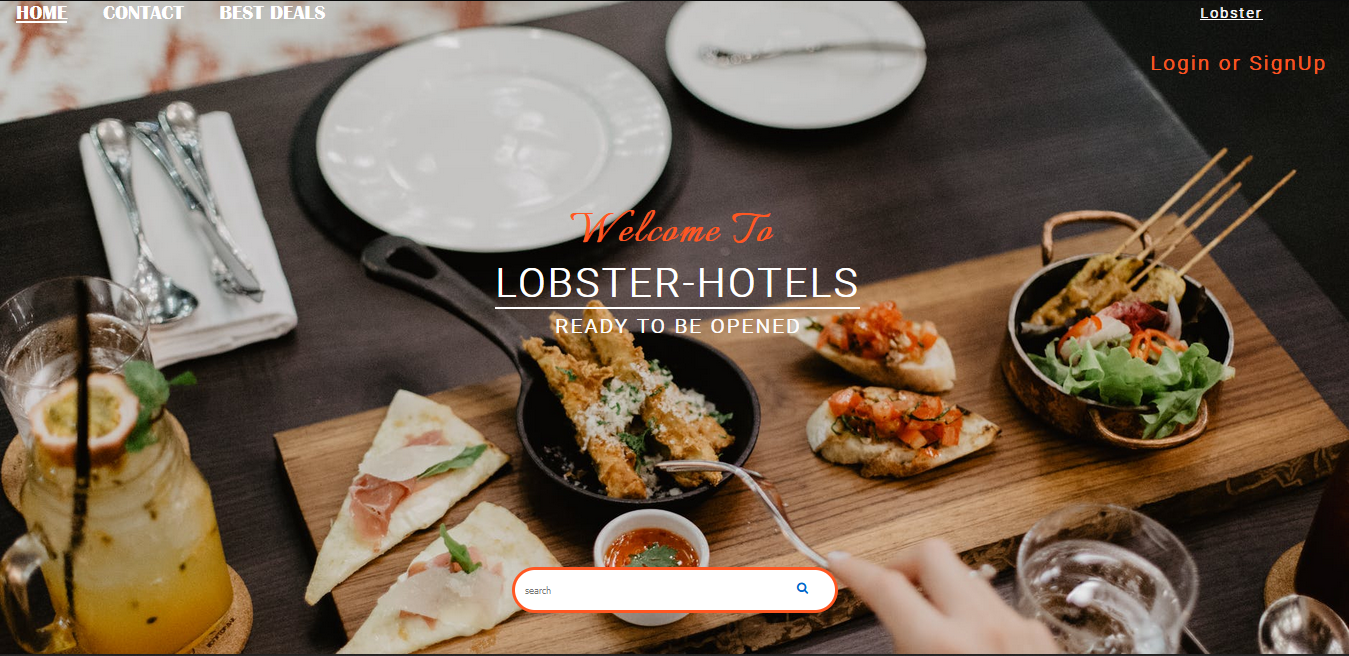 HOME CONTACT BEST DEALS
Lobster
Login or SignUp
Welcome To
LOBSTER-HOTELS
READY TO BE OPENED
search